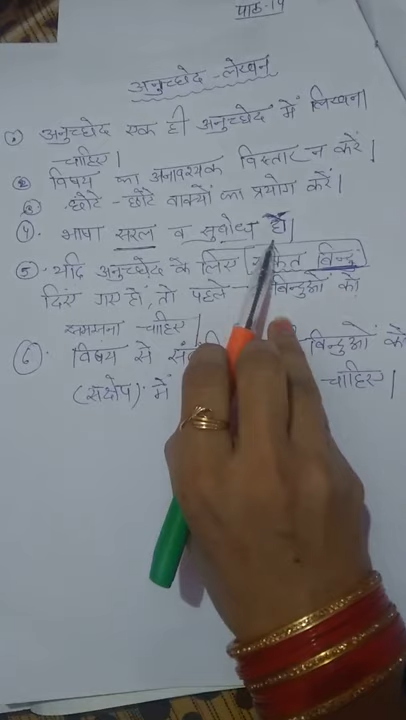 पाठ-14
अनुच्छेद-लेखन
1. अनुच्छेद एक ही अनुच्छेद में लिखना
चाहिए।
2 विषय का अनावश्यक विस्तार न करें।
3. छोटे-छोटे वाक्यों का प्रयोग करें।
4. भाषा सरल व सुबोध हो।
5. यदि अनुच्छेद के लिए संकेत बिन्दु
दिए गए हो, तो पहले बिन्दुओं को
समझना चाहिए।
6. विषय से बिन्दुओं को
(संक्षेप) में चाहिए।